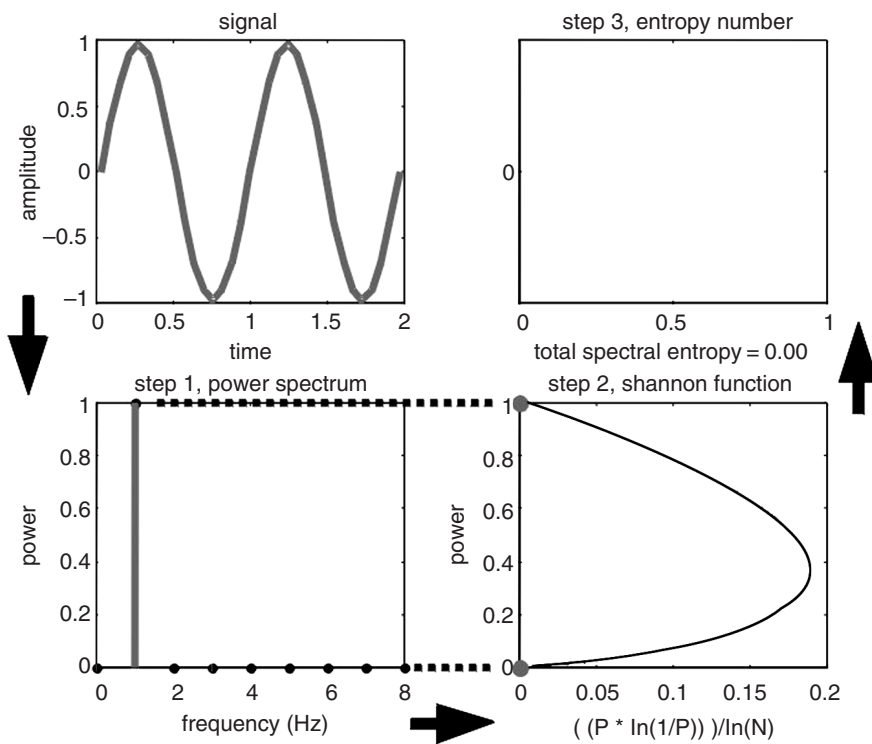 signal
1
0.5
0
−0.5
−1
amplitude
0 0.5 1 1.5 2
time
step 3, entropy number
0
0 0.5 1
total spectral entropy = 0.00
step 1, power spectrum
1
0.8
0.6
0.4
0.2
0
power
0 2 4 6 8
frequency (Hz)
step 2, shannon function
1
0.8
0.6
0.4
0.2
0
power
0 0.05 0.1 0.15 0.2
( (P * ln(1/P)) )/ln(N)